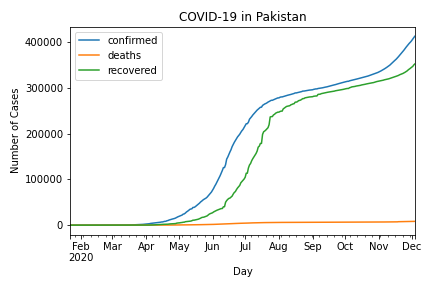 COVID-19 in Pakistan
confirmed
deaths
recovered
400000
300000
200000
100000
0
Number of Cases
Feb Mar Apr May Jun Jul Aug Sep Oct Nov Dec
2020
Day